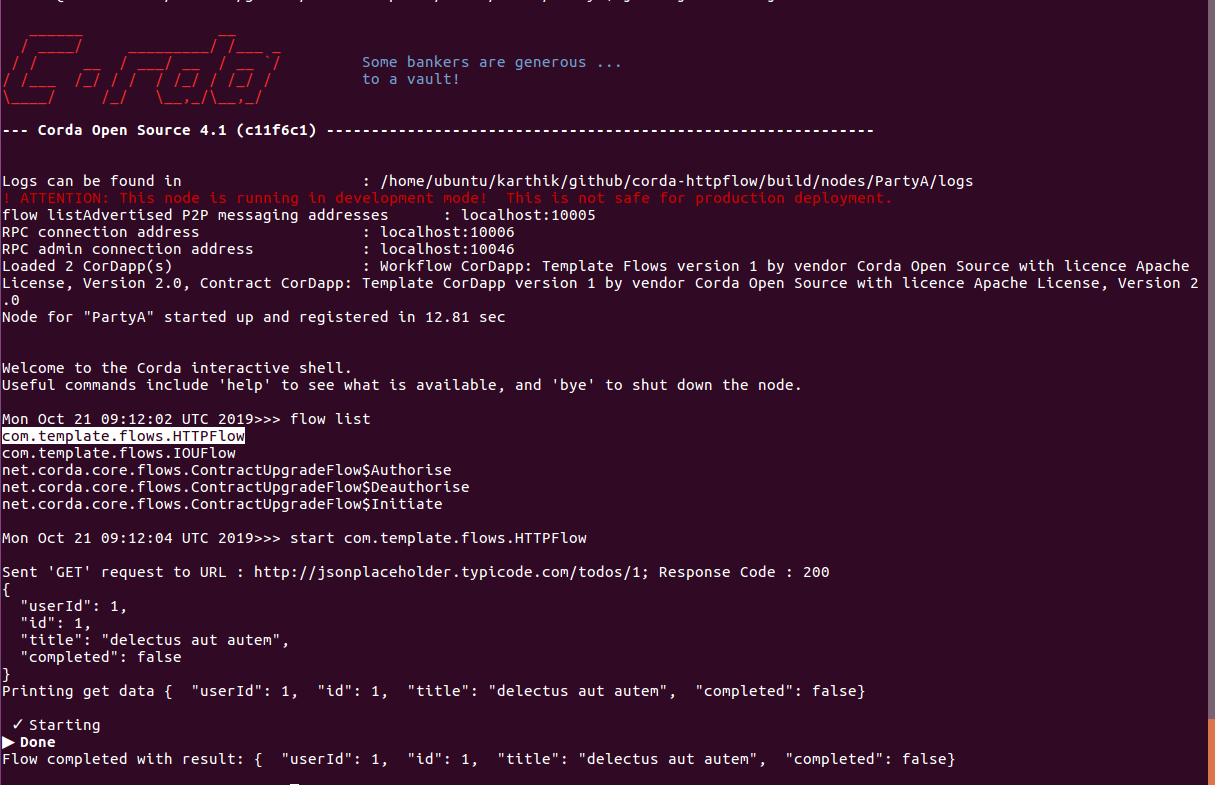 Some bankers are generous ...
to a vault!
--- Corda Open Source 4.1 (c11f6c1) -------------------------------------------------------------
Logs can be found in : /home/ubuntu/karthik/github/corda-httpflow/build/nodes/PartyA/logs
! ATTENTION: This node is running in development mode! This is not safe for production deployment.
flow listAdvertised P2P messaging addresses : localhost:10005
RPC connection address : localhost:10006
RPC admin connection address : localhost:10046
Loaded 2 CorDapp(s) : Workflow CorDapp: Template Flows version 1 by vendor Corda Open Source with licence Apache
License, Version 2.0, Contract CorDapp: Template CorDapp version 1 by vendor Corda Open Source with licence Apache License, Version 2
.0
Node for "PartyA" started up and registered in 12.81 sec
Welcome to the Corda interactive shell.
Useful commands include 'help' to see what is available, and 'bye' to shut down the node.
Mon Oct 21 09:12:02 UTC 2019>>> flow list
com.template.flows.HTTPFlow
com.template.flows.IOUFlow
net.corda.core.flows.ContractUpgradeFlow$Authorise
net.corda.core.flows.ContractUpgradeFlow$Deauthorise
net.corda.core.flows.ContractUpgradeFlow$Initiate
Mon Oct 21 09:12:04 UTC 2019>>> start com.template.flows.HTTPFlow
Sent 'GET' request to URL : http://jsonplaceholder.typicode.com/todos/1; Response Code : 200
{
"userId": 1,
"id": 1,
"title": "delectus aut autem",
"completed": false
}
Printing get data { "userId": 1, "id": 1, "title": "delectus aut autem", "completed": false}
✓ Starting
▶ Done
Flow completed with result: { "userId": 1, "id": 1, "title": "delectus aut autem", "completed": false}